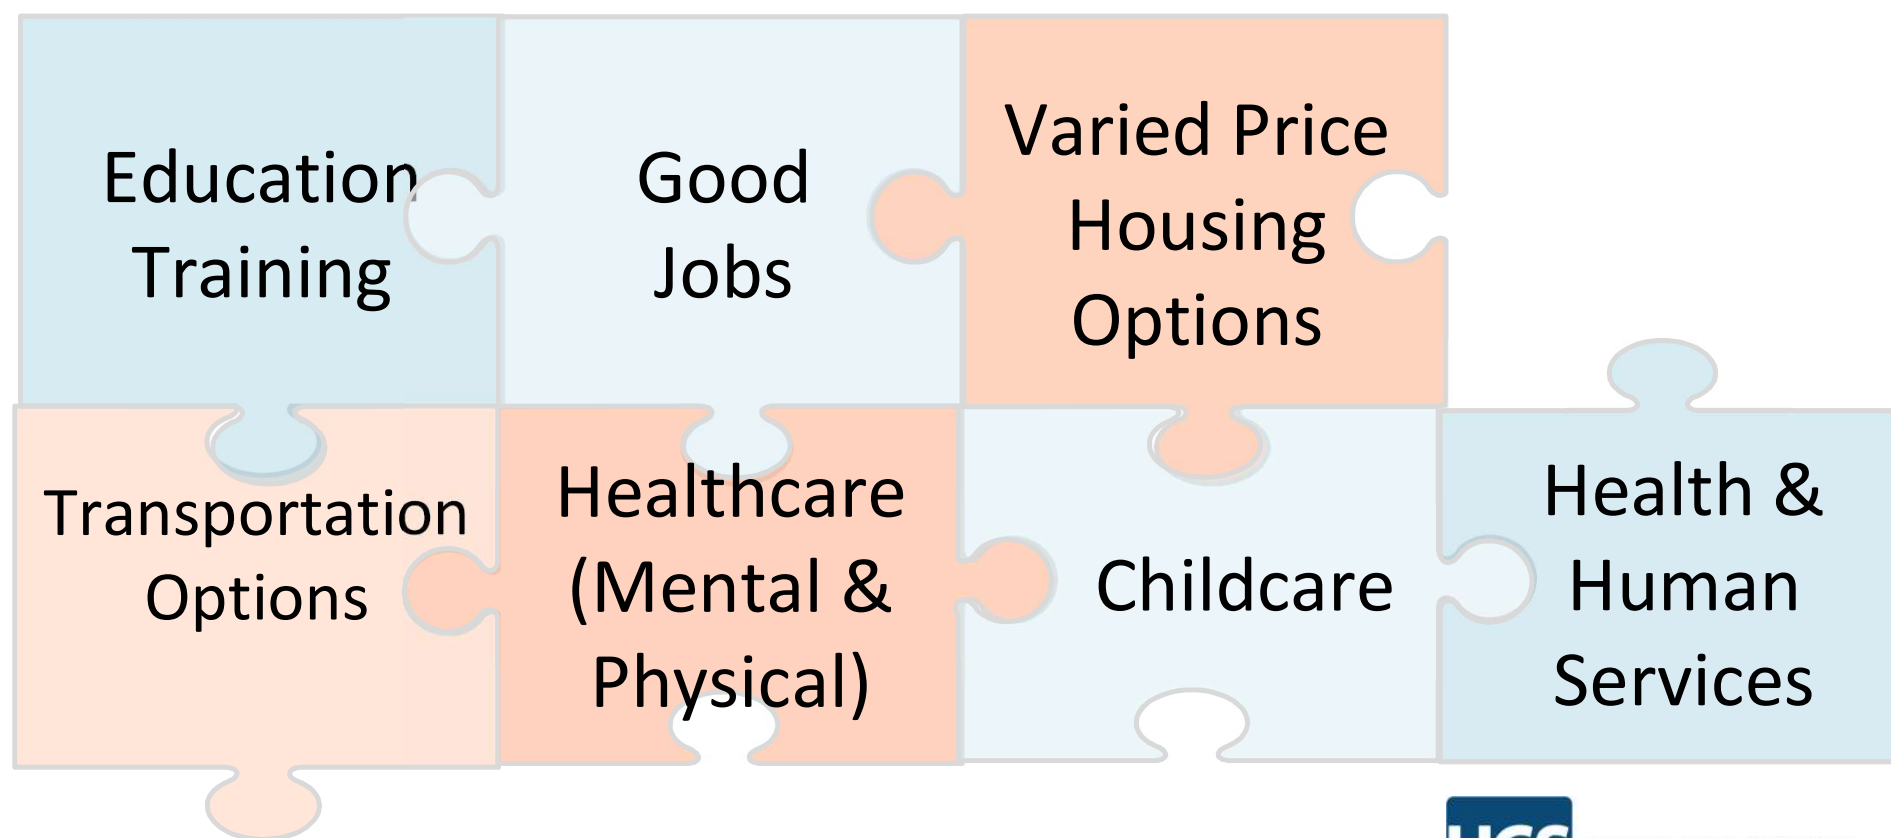 Education
Training
Good
Jobs
Varied Price
Housing
Options
Transportation
Options
Healthcare
(Mental &
Physical)
Childcare
Health &
Human
Services